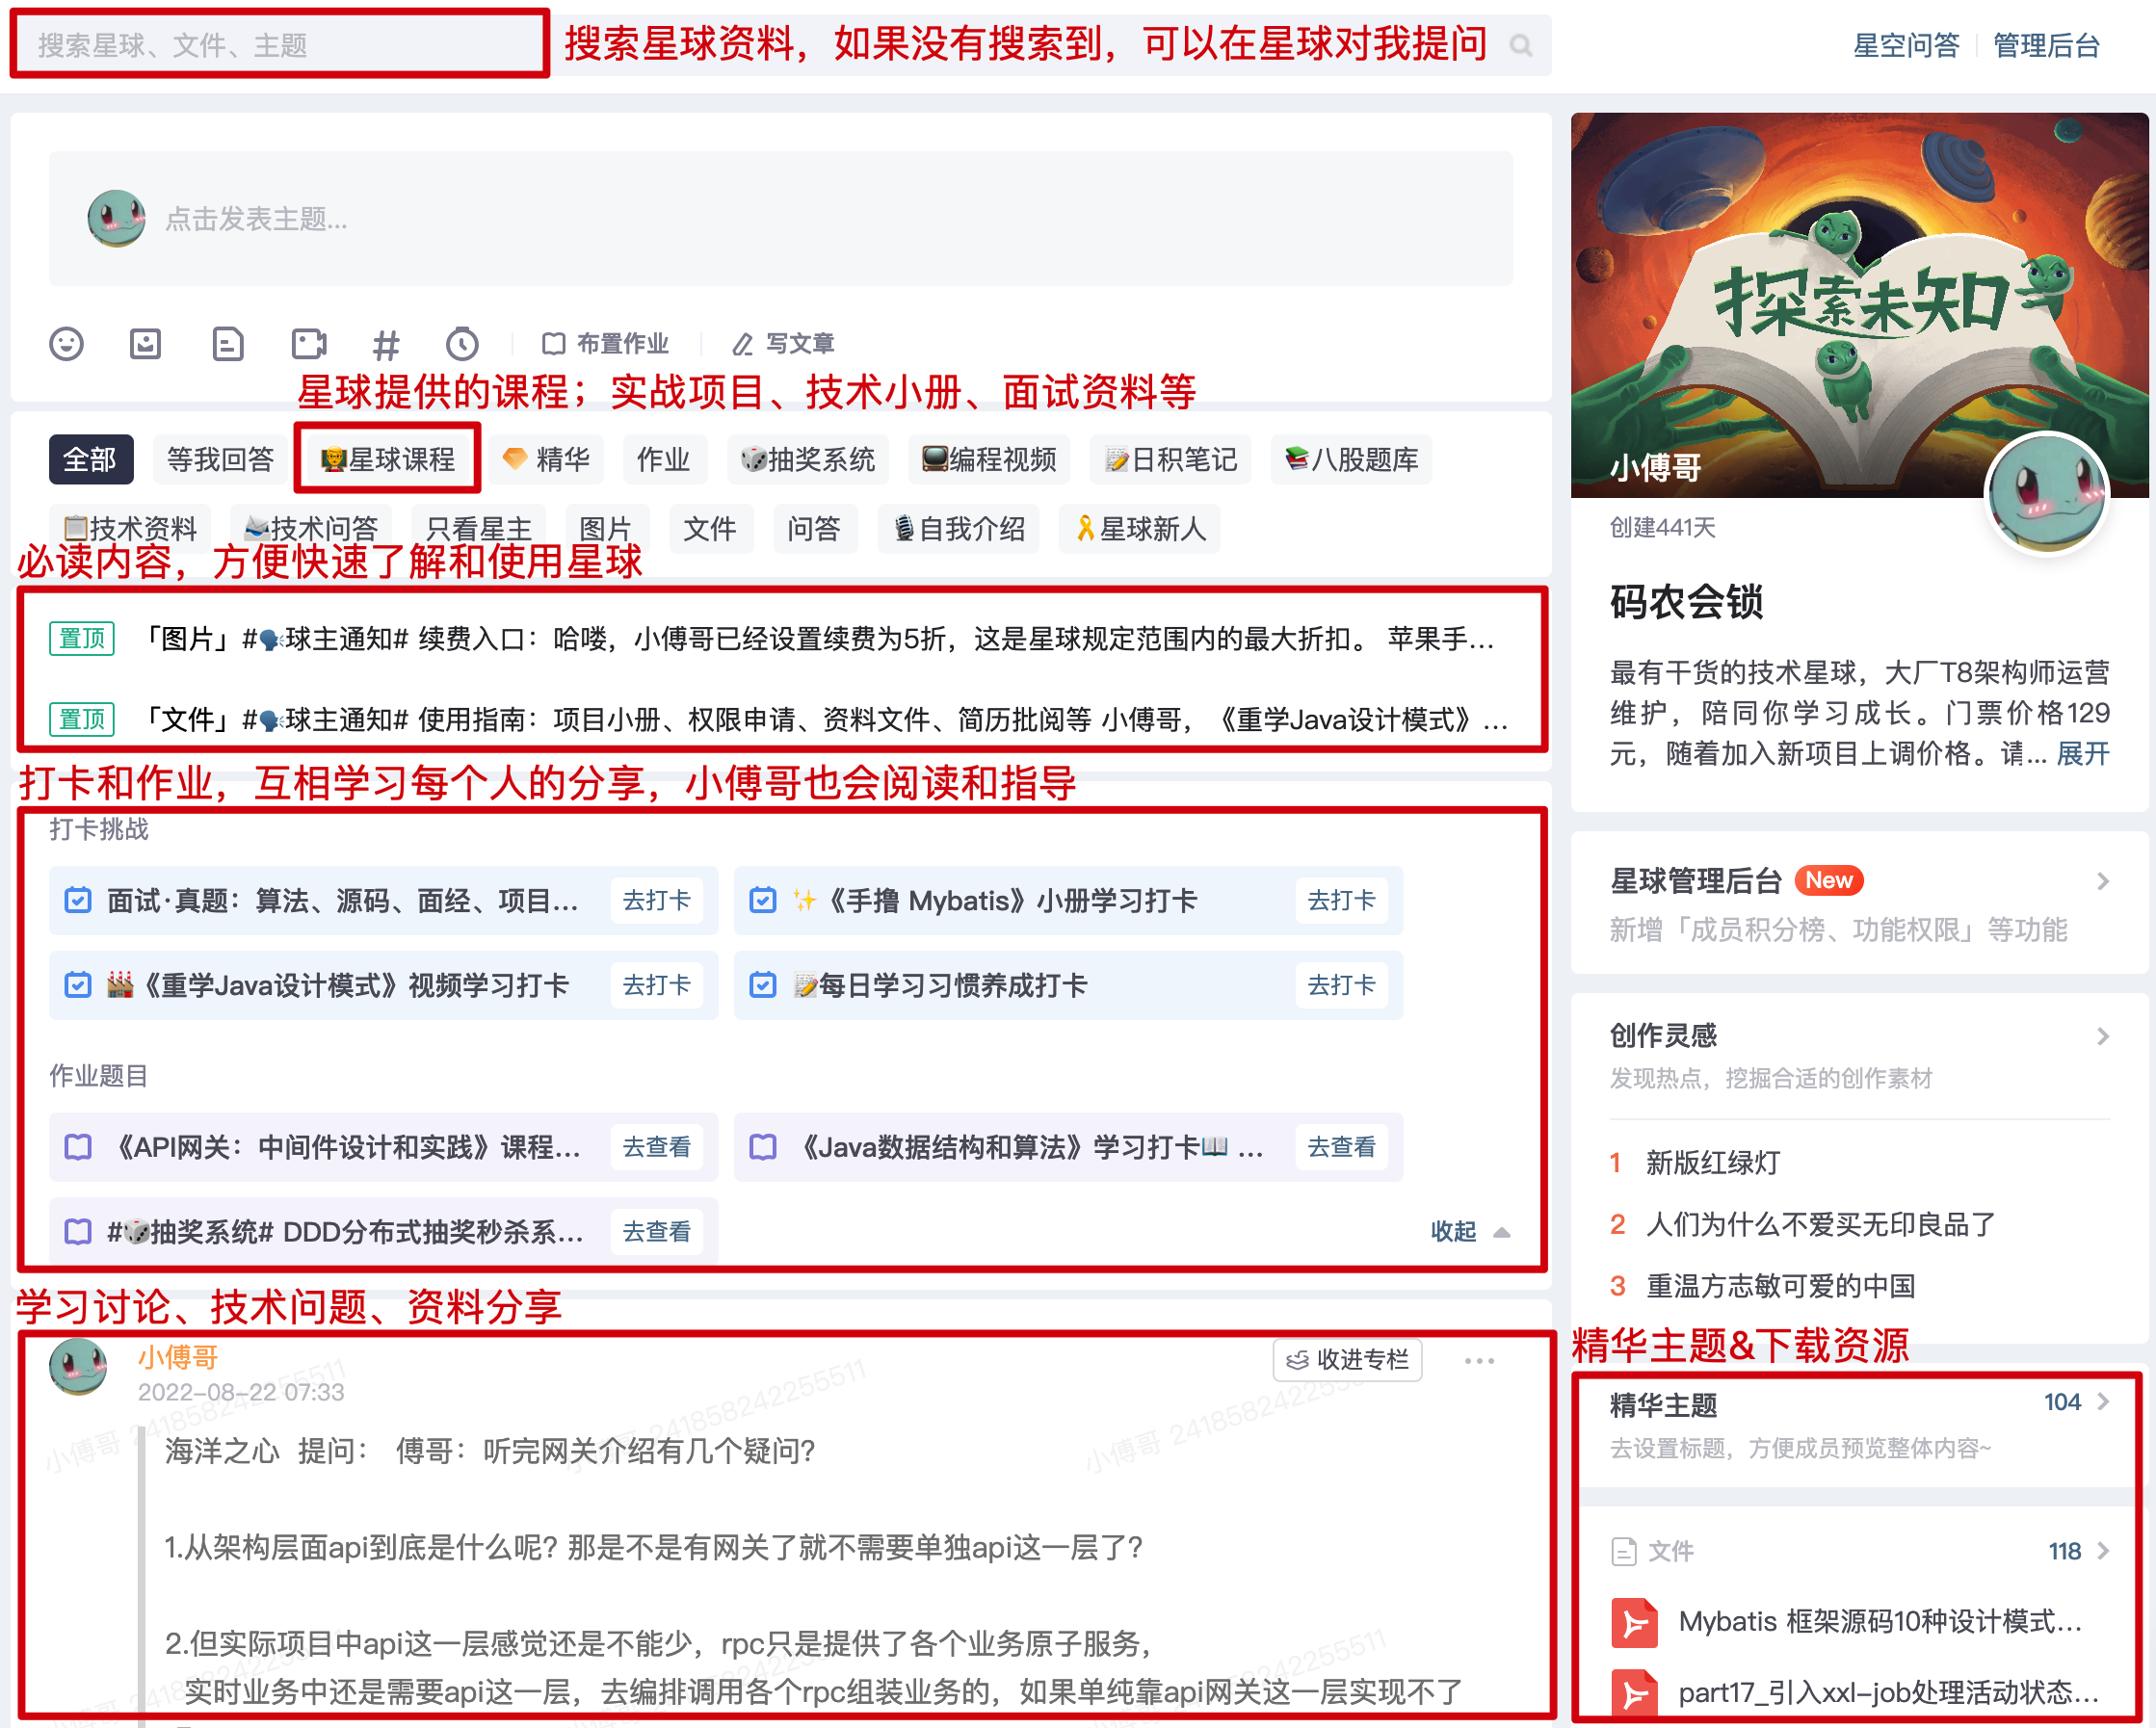 搜索星球、文件、主题
搜索星球资料，如果没有搜索到，可以在星球对我提问
星空问答
管理后台
点击发表主题...
布置作业
写文章
星球提供的课程；实战项目、技术小册、面试资料等
全部 等我回答 👨‍🏫星球课程 精华 作业 🎲抽奖系统 📺编程视频 📝日积笔记 📚八股题库
📋技术资料 📨技术问答 只看星主 图片 文件 问答 🎙自我介绍 🎗星球新人
必读内容，方便快速了解和使用星球
置顶 「图片」#🗣球主通知# 续费入口：哈喽，小傅哥已经设置续费为5折，这是星球规定范围内的最大折扣。 苹果手...
置顶 「文件」#🗣球主通知# 使用指南：项目小册、权限申请、资料文件、简历批阅等 小傅哥，《重学Java设计模式》...
打卡和作业，互相学习每个人的分享，小傅哥也会阅读和指导
打卡挑战
面试·真题：算法、源码、面经、项目... 去打卡
✨《手撸 Mybatis》小册学习打卡 去打卡
🏭《重学Java设计模式》视频学习打卡 去打卡
📝每日学习习惯养成打卡 去打卡
作业题目
《API网关：中间件设计和实践》课程... 去查看
《Java数据结构和算法》学习打卡📖 ... 去查看
#🎲抽奖系统# DDD分布式抽奖秒杀系... 去查看
收起
学习讨论、技术问题、资料分享
小傅哥
2022-08-22 07:33
收进专栏
海洋之心 提问： 傅哥：听完网关介绍有几个疑问?
1.从架构层面api到底是什么呢? 那是不是有网关了就不需要单独api这一层了?
2.但实际项目中api这一层感觉还是不能少，rpc只是提供了各个业务原子服务，
实时业务中还是需要api这一层，去编排调用各个rpc组装业务的，如果单纯靠api网关这一层实现不了
小傅哥 241858242255511
小傅哥 241858242255511
小傅哥 241858242255511
探索未知
小傅哥
创建441天
码农会锁
最有干货的技术星球，大厂T8架构师运营
维护，陪同你学习成长。门票价格129
元，随着加入新项目上调价格。请... 展开
星球管理后台 New
新增「成员积分榜、功能权限」等功能
创作灵感
发现热点，挖掘合适的创作素材
1 新版红绿灯
2 人们为什么不爱买无印良品了
3 重温方志敏可爱的中国
精华主题&下载资源
精华主题 104
去设置标题，方便成员预览整体内容~
文件 118
Mybatis 框架源码10种设计模式...
part17_引入xxl-job处理活动状态...